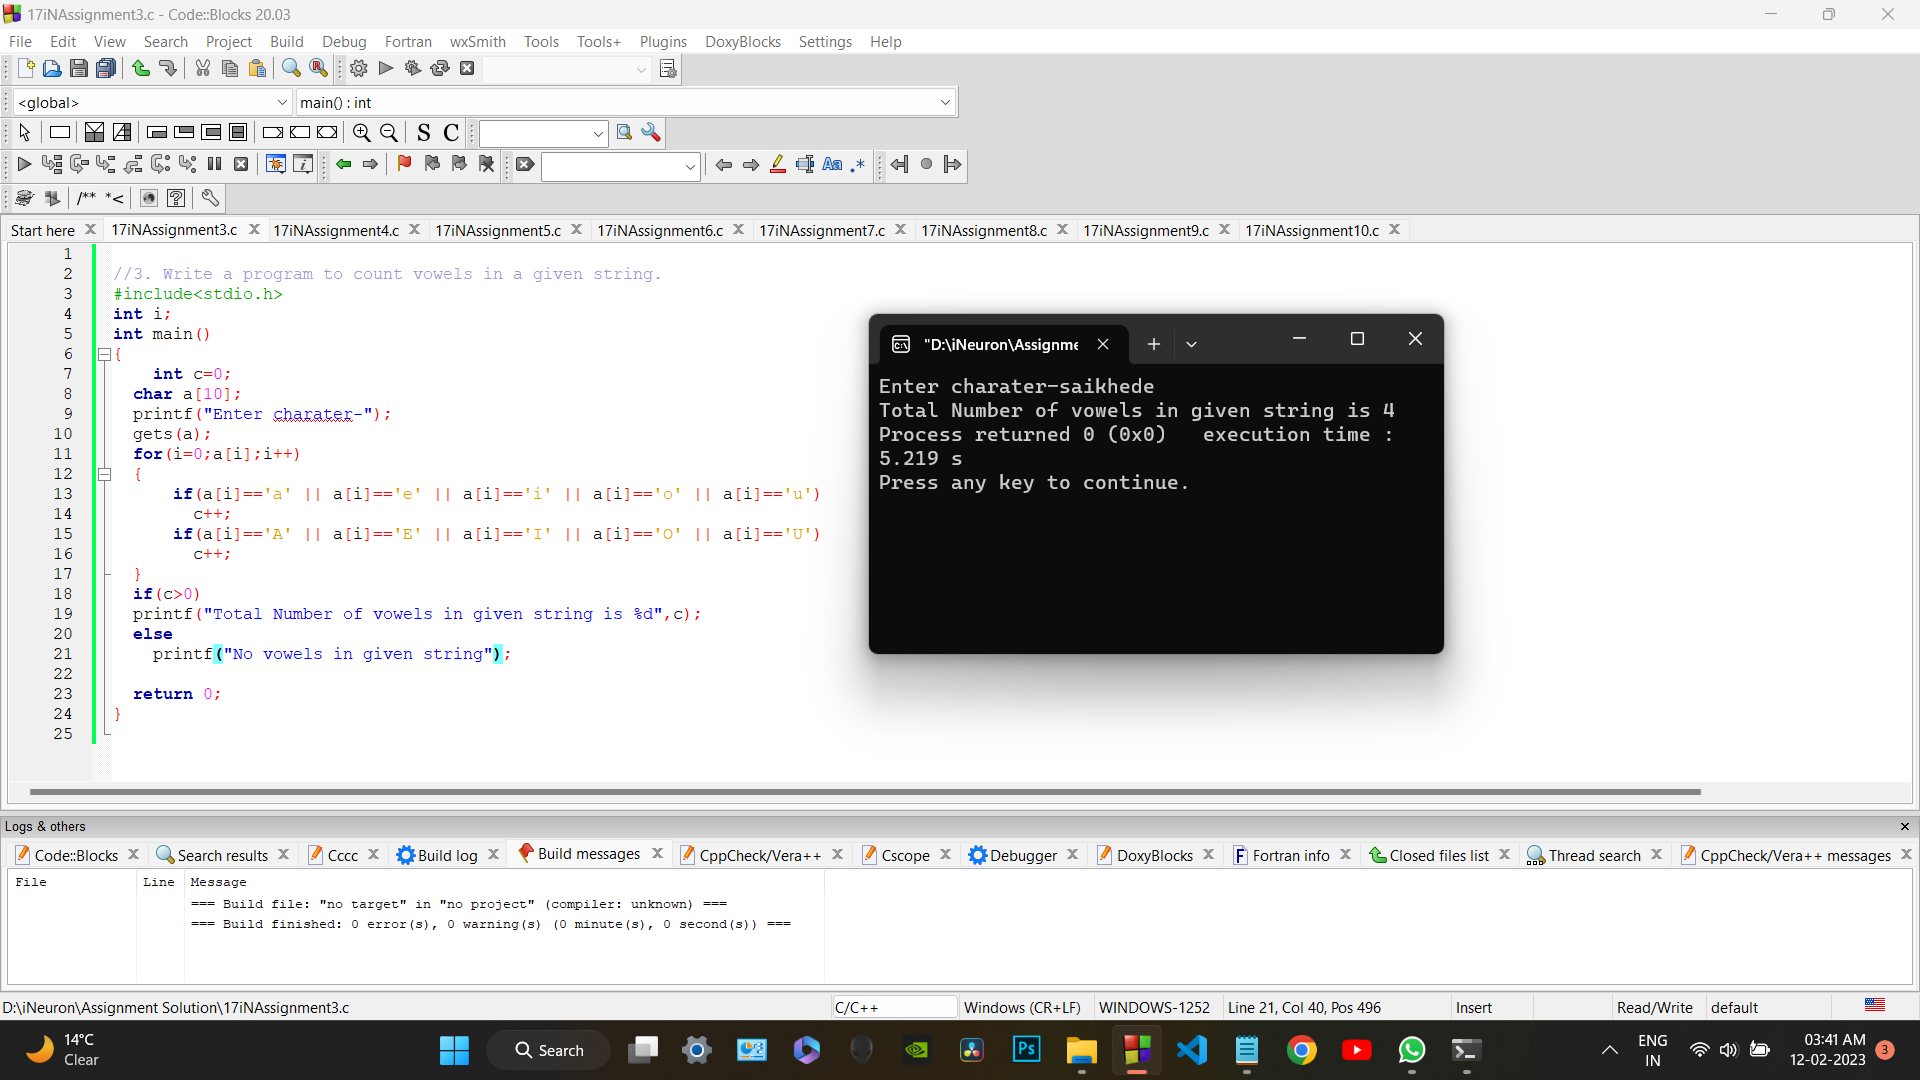 17iNAssignment3.c - Code::Blocks 20.03
File Edit View Search Project Build Debug Fortran wxSmith Tools Tools+ Plugins DoxyBlocks Settings Help
<global> main() : int
S C
Aa .*
/** *<
Start here 17iNAssignment3.c 17iNAssignment4.c 17iNAssignment5.c 17iNAssignment6.c 17iNAssignment7.c 17iNAssignment8.c 17iNAssignment9.c 17iNAssignment10.c
1
2 //3. Write a program to count vowels in a given string.
3 #include<stdio.h>
4 int i;
5 int main()
6 {
7 int c=0;
8 char a[10];
9 printf("Enter charater-");
10 gets(a);
11 for(i=0;a[i];i++)
12 {
13 if(a[i]=='a' || a[i]=='e' || a[i]=='i' || a[i]=='o' || a[i]=='u')
14 c++;
15 if(a[i]=='A' || a[i]=='E' || a[i]=='I' || a[i]=='O' || a[i]=='U')
16 c++;
17 }
18 if(c>0)
19 printf("Total Number of vowels in given string is %d",c);
20 else
21 printf("No vowels in given string");
22
23 return 0;
24 }
25
"D:\iNeuron\Assignme
Enter charater-saikhede
Total Number of vowels in given string is 4
Process returned 0 (0x0) execution time :
5.219 s
Press any key to continue.
Logs & others
Code::Blocks Search results Cccc Build log Build messages CppCheck/Vera++ Cscope Debugger DoxyBlocks Fortran info Closed files list Thread search CppCheck/Vera++ messages
File Line Message
=== Build file: "no target" in "no project" (compiler: unknown) ===
=== Build finished: 0 error(s), 0 warning(s) (0 minute(s), 0 second(s)) ===
D:\iNeuron\Assignment Solution\17iNAssignment3.c C/C++ Windows (CR+LF) WINDOWS-1252 Line 21, Col 40, Pos 496 Insert Read/Write default
14°C
Clear
Search
Ps
ENG
IN
03:41 AM
12-02-2023
3